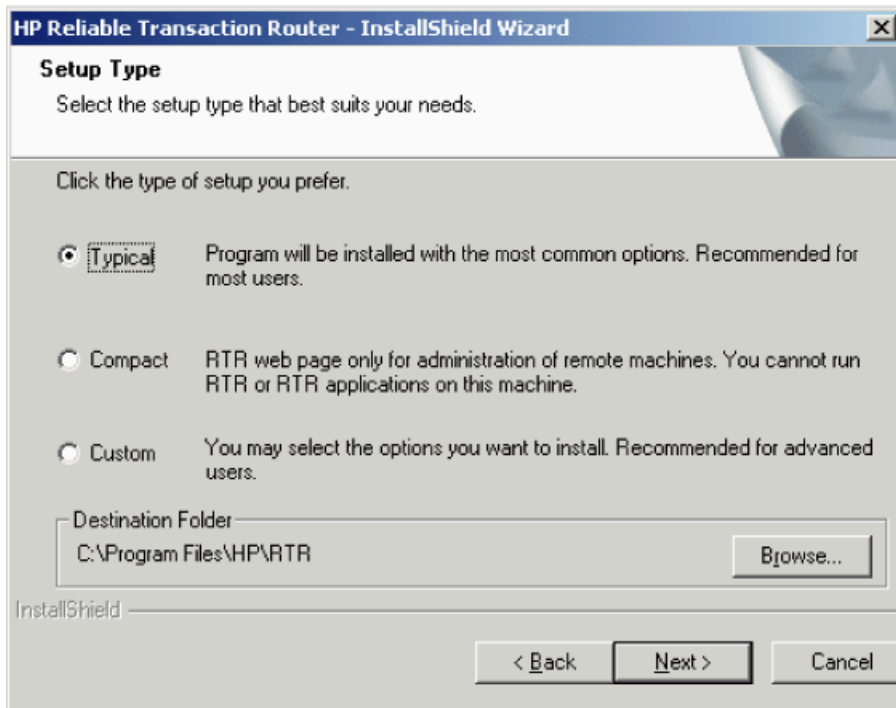 HP Reliable Transaction Router - InstallShield Wizard
Setup Type
Select the setup type that best suits your needs.
Click the type of setup you prefer.
Typical
Program will be installed with the most common options. Recommended for
most users.
Compact
RTR web page only for administration of remote machines. You cannot run
RTR or RTR applications on this machine.
Custom
You may select the options you want to install. Recommended for advanced
users.
Destination Folder
C:\Program Files\HP\RTR
Browse...
InstallShield
< Back
Next >
Cancel